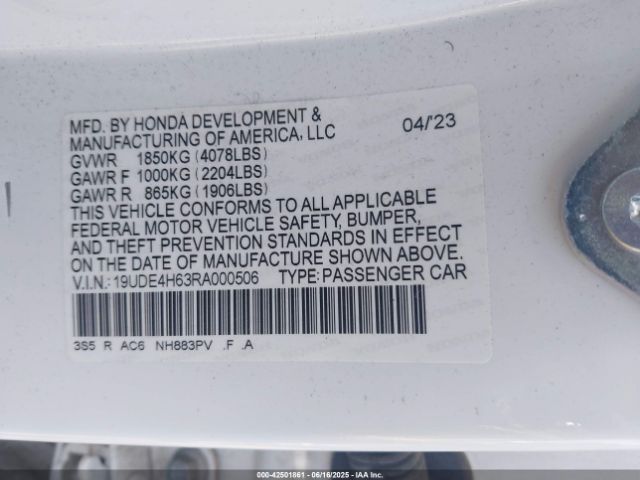 MFD. BY HONDA DEVELOPMENT &
MANUFACTURING OF AMERICA, LLC 04/'23
GVWR 1850KG (4078LBS)
GAWR F 1000KG (2204LBS)
GAWR R 865KG (1906LBS)
THIS VEHICLE CONFORMS TO ALL APPLICABLE
FEDERAL MOTOR VEHICLE SAFETY, BUMPER,
AND THEFT PREVENTION STANDARDS IN EFFECT
ON THE DATE OF MANUFACTURE SHOWN ABOVE.
V.I.N.:19UDE4H63RA000506 TYPE:PASSENGER CAR
3S5 R AC6 NH883PV .F .A
00-42501861 - 06/16/2025 - IAA Inc.